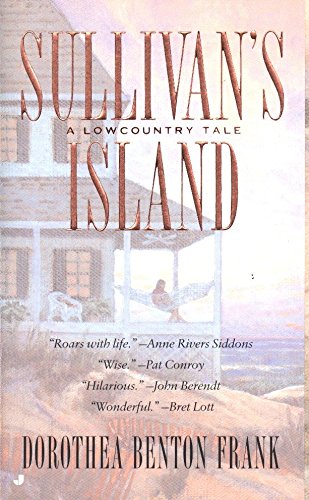 SULLIVAN'S
A LOWCOUNTRY TALE
ISLAND
"Roars with life." —Anne Rivers Siddons
"Wise." —Pat Conroy
"Hilarious." —John Berendt
"Wonderful." —Bret Lott
J
DOROTHEA BENTON FRANK